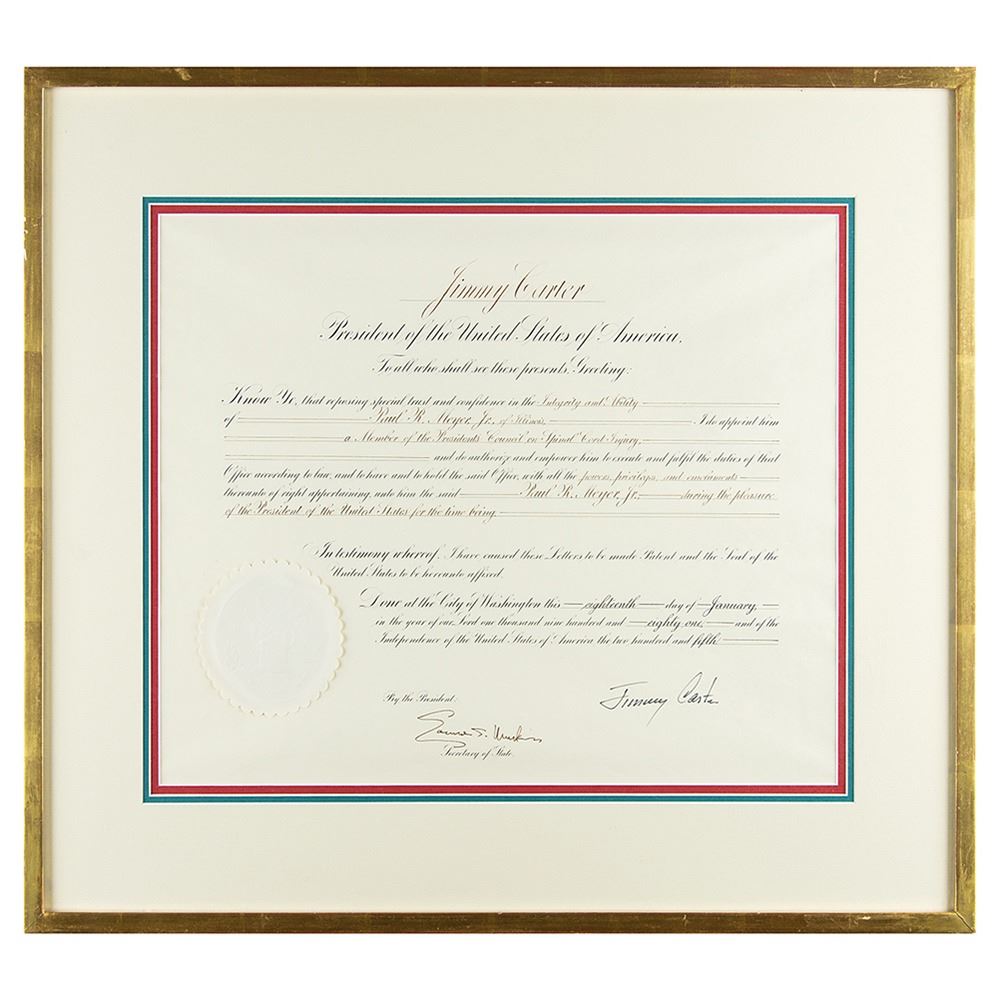 Jimmy Carter
President of the United States of America.
To all who shall see these presents, Greeting:
Know Ye, that reposing special trust and confidence in the Integrity and Ability
of Paul R. Meyer, Jr., of Illinois, I do appoint him
a Member of the President's Council on Spinal Cord Injury,
and do authorize and empower him to execute and fulfil the duties of that
Office according to law, and to have and to hold the said Office, with all the powers, privileges, and emoluments
thereunto of right appertaining, unto him the said Paul R. Meyer, Jr., during the pleasure
of the President of the United States for the time being.
In testimony whereof, I have caused these Letters to be made Patent and the Seal of the
United States to be hereunto affixed.
Done at the City of Washington this eighteenth day of January,
in the year of our Lord one thousand nine hundred and eighty-one, and of the
Independence of the United States of America the two hundred and fifth.
By the President:
Jimmy Carter
Edmund S. Muskie
Secretary of State.